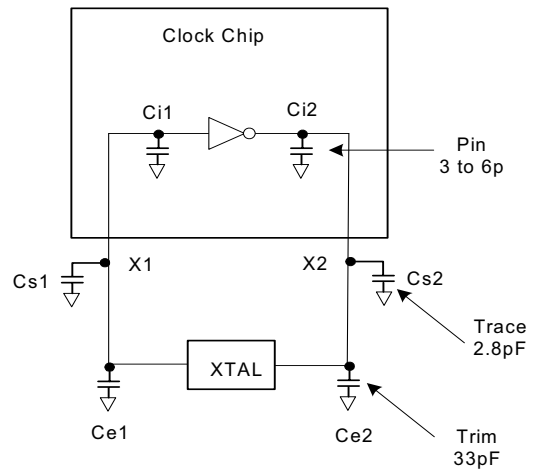 Clock Chip
Ci1
Ci2
Pin
3 to 6p
X1
X2
Cs1
Cs2
Trace
2.8pF
XTAL
Ce1
Ce2
Trim
33pF